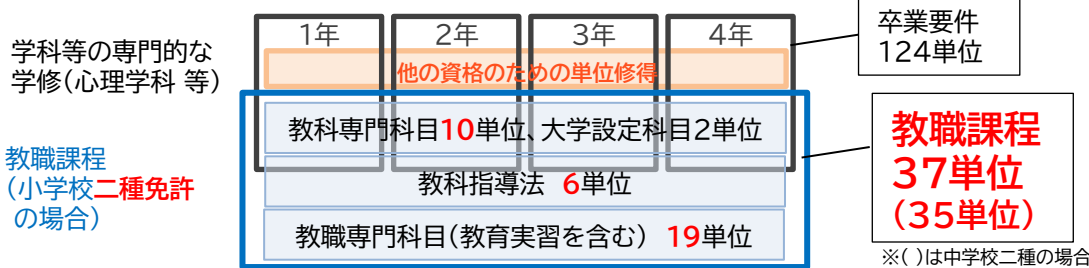 1年 2年 3年 4年
卒業要件
124単位
学科等の専門的な
学修(心理学科 等)
他の資格のための単位修得
教科専門科目10単位、大学設定科目2単位
教科指導法 6単位
教職専門科目(教育実習を含む) 19単位
教職課程
(小学校二種免許
の場合)
教職課程
37単位
(35単位)
※( )は中学校二種の場合